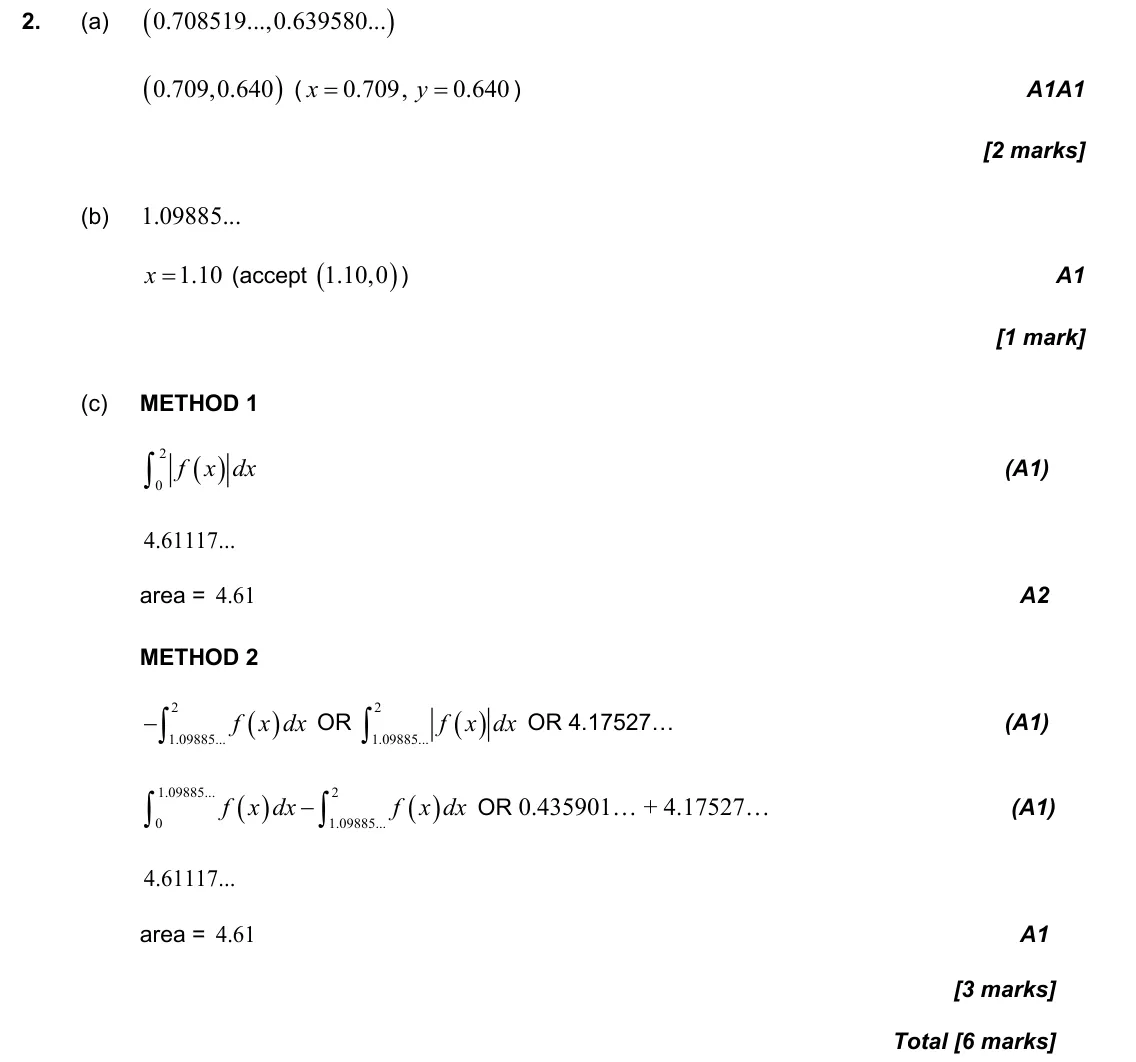 2. (a) (0.708519...,0.639580...)
(0.709,0.640) (x = 0.709, y = 0.640) A1A1
[2 marks]
(b) 1.09885...
x = 1.10 (accept (1.10,0)) A1
[1 mark]
(c) METHOD 1
∫₀² |f(x)| dx (A1)
4.61117...
area = 4.61 A2
METHOD 2
−∫_{1.09885...}^{2} f(x)dx OR ∫_{1.09885...}^{2} |f(x)| dx OR 4.17527… (A1)
∫_{0}^{1.09885...} f(x)dx − ∫_{1.09885...}^{2} f(x)dx OR 0.435901… + 4.17527… (A1)
4.61117...
area = 4.61 A1
[3 marks]
Total [6 marks]